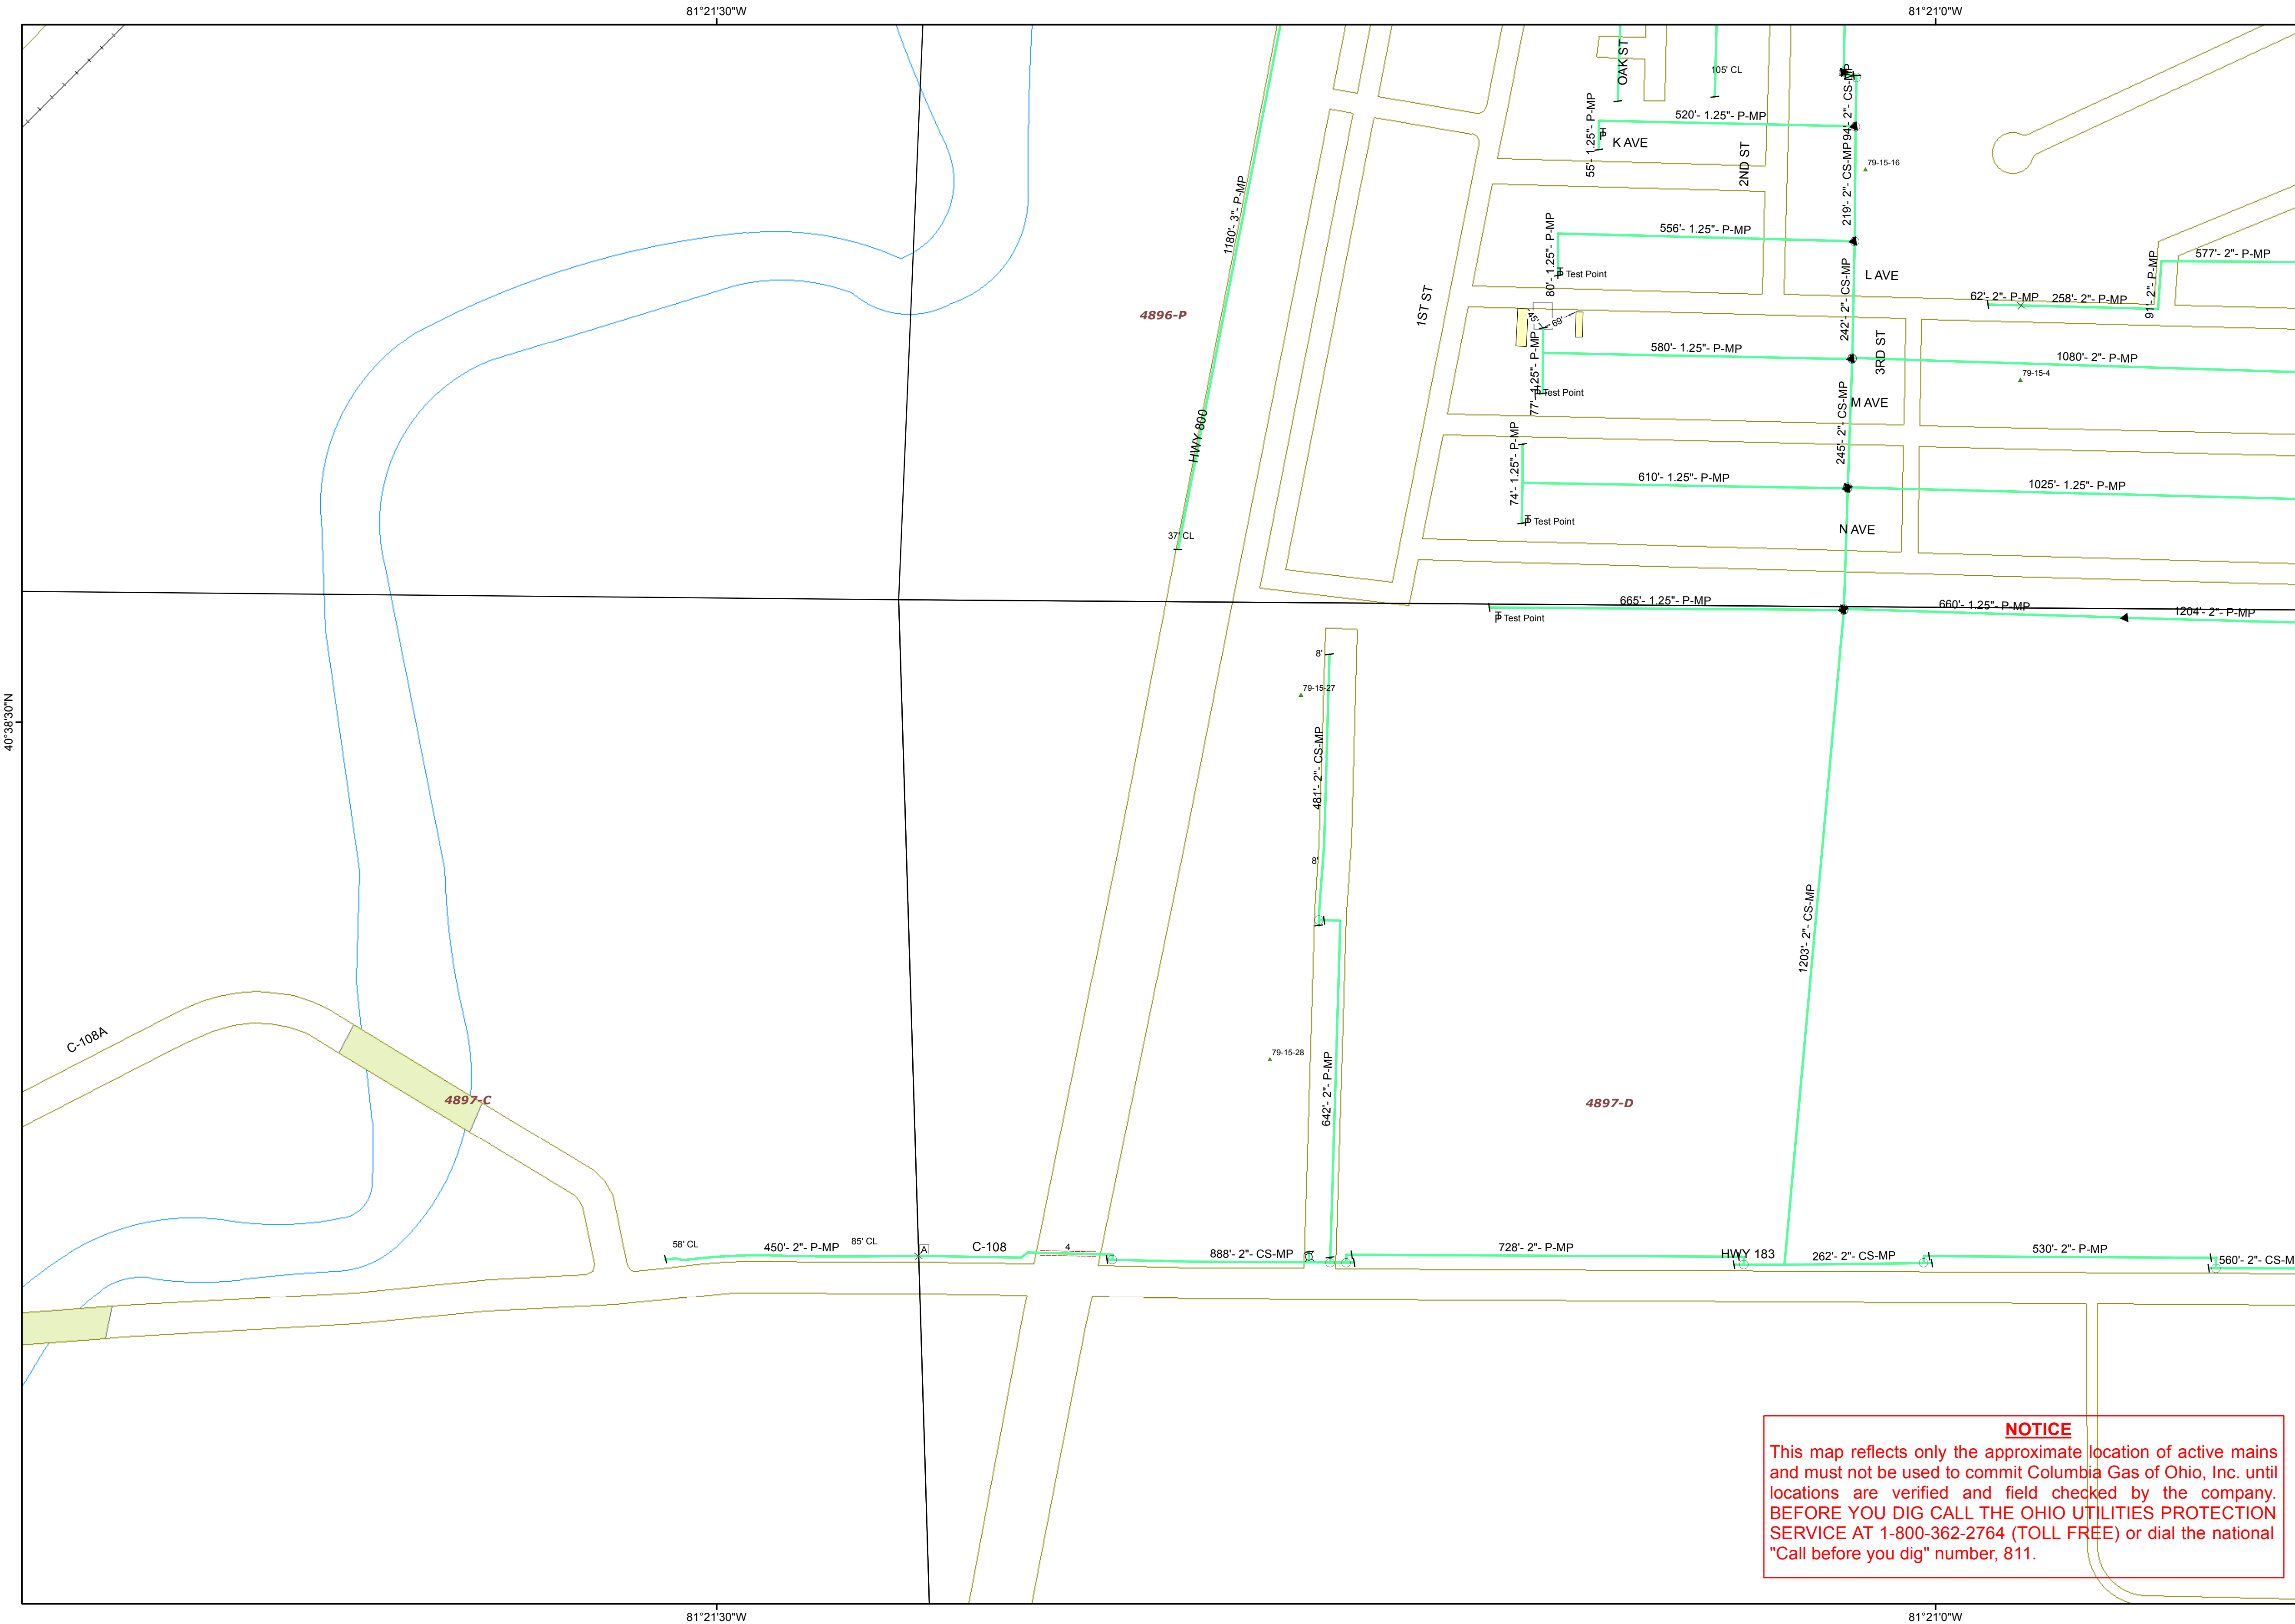 81°21'30"W
81°21'0"W
OAK ST
105' CL
94'- 2"- CS-MP
520'- 1.25"- P-MP
55'- 1.25"- P-MP
K AVE
2ND ST
219'- 2"- CS-MP
79-15-16
1180'- 3"- P-MP
556'- 1.25"- P-MP
80'- 1.25"- P-MP
Test Point
L AVE
577'- 2"- P-MP
91'- 2"- P-MP
62'- 2"- P-MP
258'- 2"- P-MP
242'- 2"- CS-MP
4896-P
1ST ST
45'
69'
580'- 1.25"- P-MP
3RD ST
1080'- 2"- P-MP
79-15-4
77'- 1.25"- P-MP
Test Point
M AVE
245'- 2"- CS-MP
HWY 800
74'- 1.25"- P-MP
610'- 1.25"- P-MP
1025'- 1.25"- P-MP
Test Point
N AVE
37' CL
665'- 1.25"- P-MP
660'- 1.25"- P-MP
1204'- 2"- P-MP
Test Point
8'
79-15-27
40°38'30"N
481'- 2"- CS-MP
8'
1203'- 2"- CS-MP
C-108A
79-15-28
642'- 2"- P-MP
4897-C
4897-D
58' CL
450'- 2"- P-MP
85' CL
A
C-108
4
888'- 2"- CS-MP
728'- 2"- P-MP
HWY 183
262'- 2"- CS-MP
530'- 2"- P-MP
560'- 2"- CS-M
NOTICE
This map reflects only the approximate location of active mains
and must not be used to commit Columbia Gas of Ohio, Inc. until
locations are verified and field checked by the company.
BEFORE YOU DIG CALL THE OHIO UTILITIES PROTECTION
SERVICE AT 1-800-362-2764 (TOLL FREE) or dial the national
"Call before you dig" number, 811.
81°21'30"W
81°21'0"W